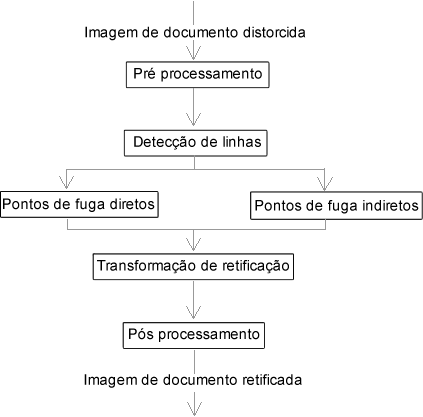 Imagem de documento distorcida
Pré processamento
Detecção de linhas
Pontos de fuga diretos
Pontos de fuga indiretos
Transformação de retificação
Pós processamento
Imagem de documento retificada